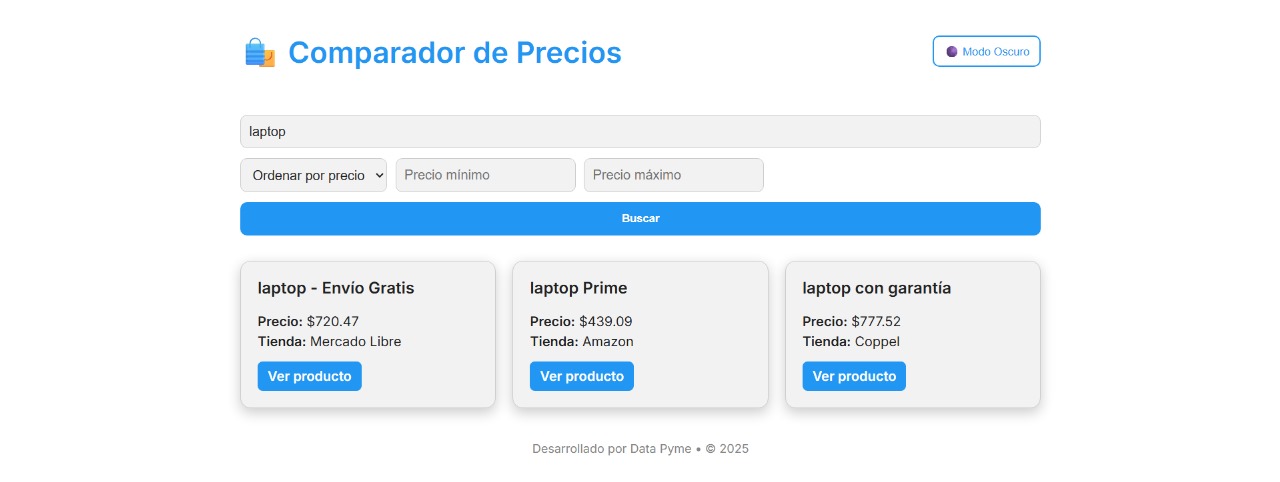 Comparador de Precios
Modo Oscuro
laptop
Ordenar por precio
Precio mínimo
Precio máximo
Buscar
laptop - Envío Gratis
Precio: $720.47
Tienda: Mercado Libre
Ver producto
laptop Prime
Precio: $439.09
Tienda: Amazon
Ver producto
laptop con garantía
Precio: $777.52
Tienda: Coppel
Ver producto
Desarrollado por Data Pyme • © 2025